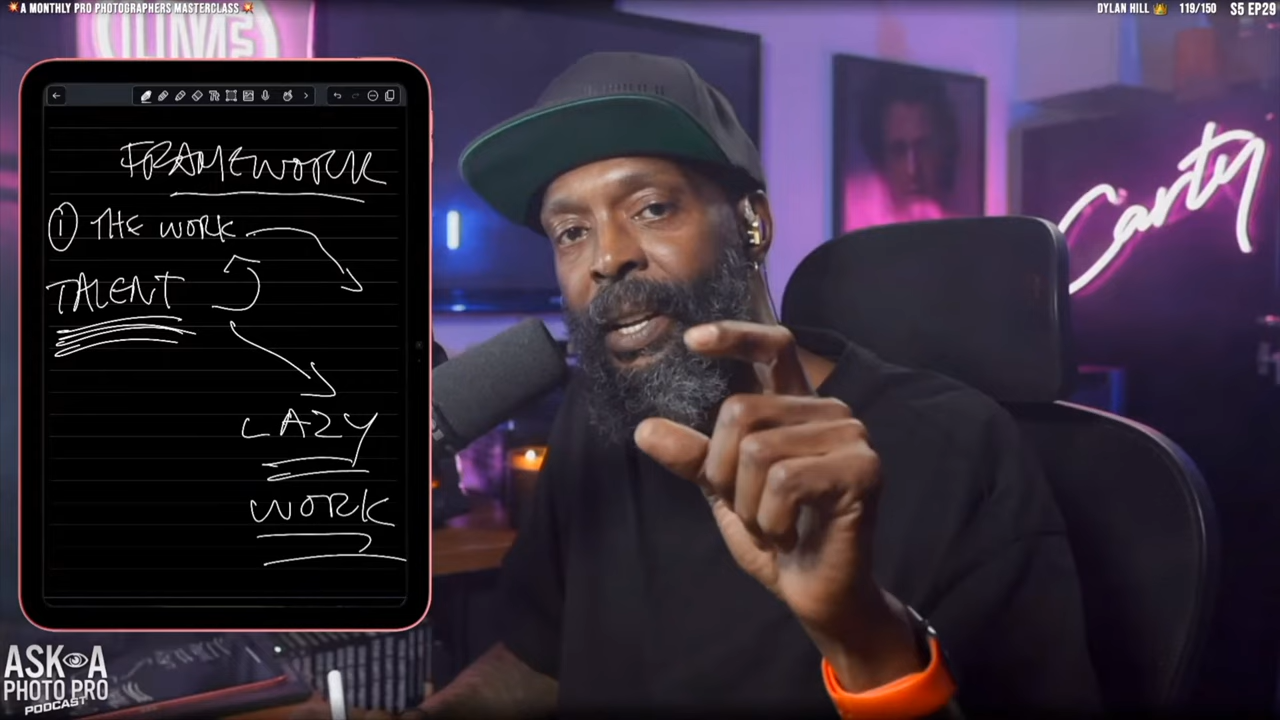 💥A MONTHLY PRO PHOTOGRAPHERS MASTERCLASS💥
DYLAN HILL 👑 119/150 S5 EP29
FRAMEWORK
① THE WORK
TALENT
LAZY
WORK
Carty
ASK A
PHOTO PRO
PODCAST